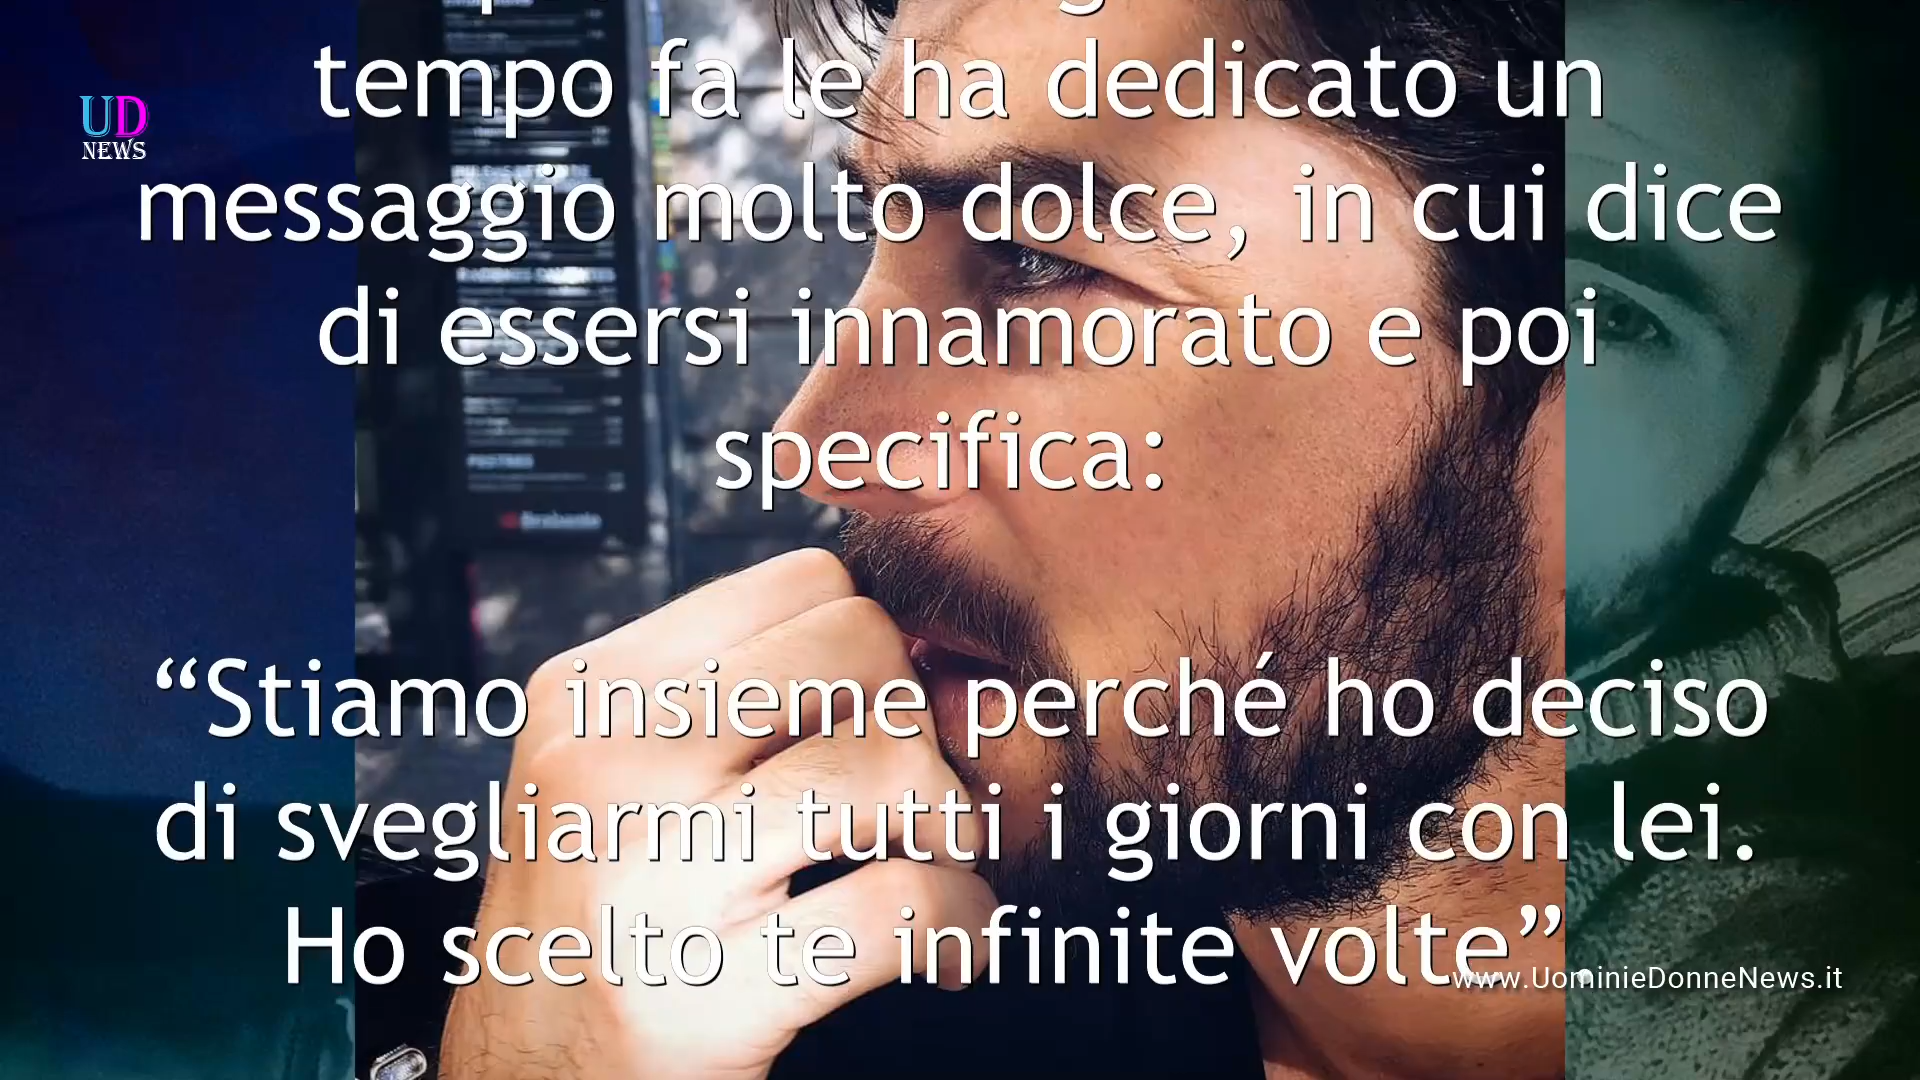 tempo fa le ha dedicato un
UD
NEWS
messaggio molto dolce, in cui dice
di essersi innamorato e poi
specifica:
“Stiamo insieme perché ho deciso
di svegliarmi tutti i giorni con lei.
Ho scelto te infinite volte”.
www.UominieDonneNews.it